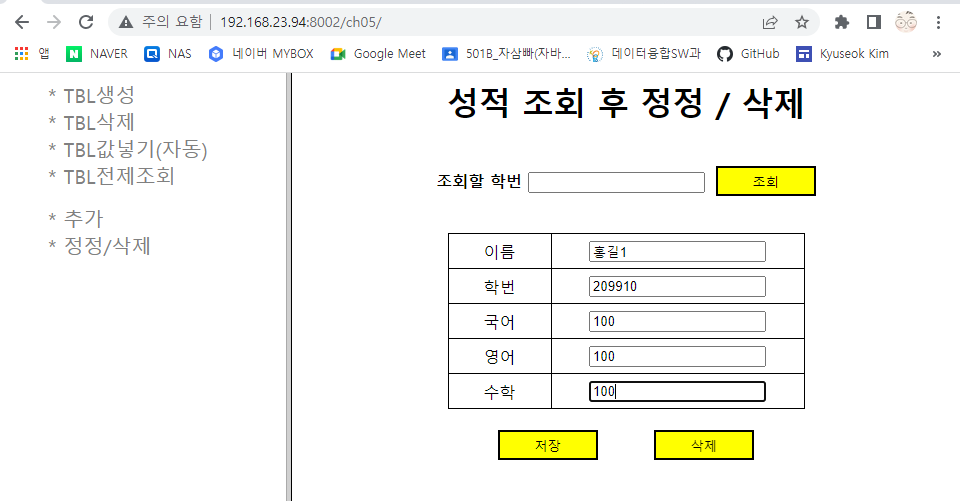 주의 요함 | 192.168.23.94:8002/ch05/
앱 NAVER NAS 네이버 MYBOX Google Meet 501B_자삼빠(자바... 데이터융합SW과 GitHub Kyuseok Kim »
* TBL생성
* TBL삭제
* TBL값넣기(자동)
* TBL전제조회
* 추가
* 정정/삭제
성적 조회 후 정정 / 삭제
조회할 학번 조회
이름 홍길1
학번 209910
국어 100
영어 100
수학 100
저장 삭제